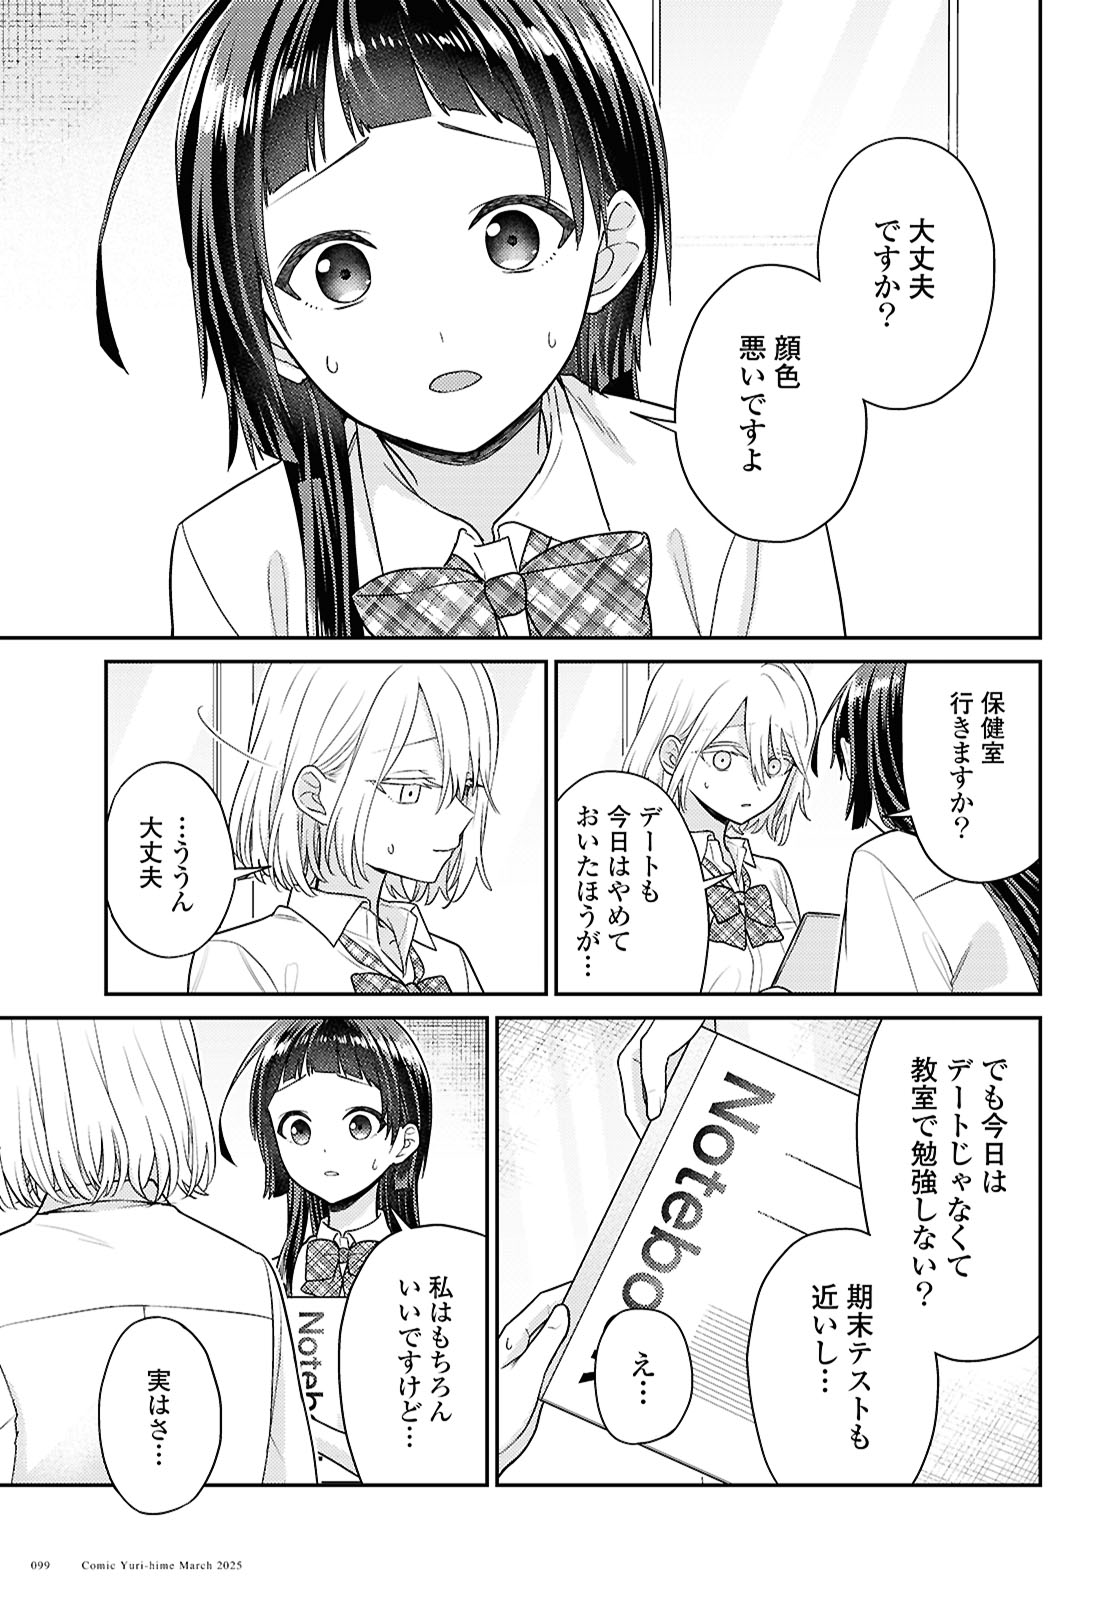 大丈夫
ですか?
顔色
悪いですよ
保健室
行きますか?
デートも
今日はやめて
おいたほうが…
…ううん
大丈夫
でも今日は
デートじゃなくて
教室で勉強しない?
期末テストも
近いし…
Notebo
え…
私はもちろん
いいですけど…
Noteb
実はさ…
099 Comic Yuri-hime March 2025